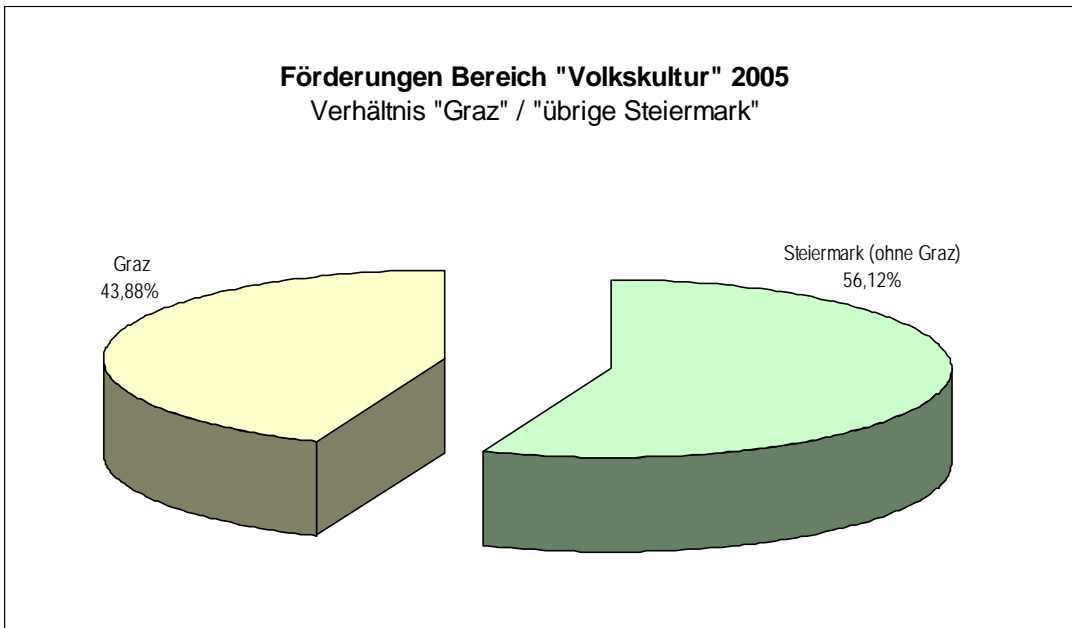 Förderungen Bereich "Volkskultur" 2005
Verhältnis "Graz" / "übrige Steiermark"
Graz
43,88%
Steiermark (ohne Graz)
56,12%